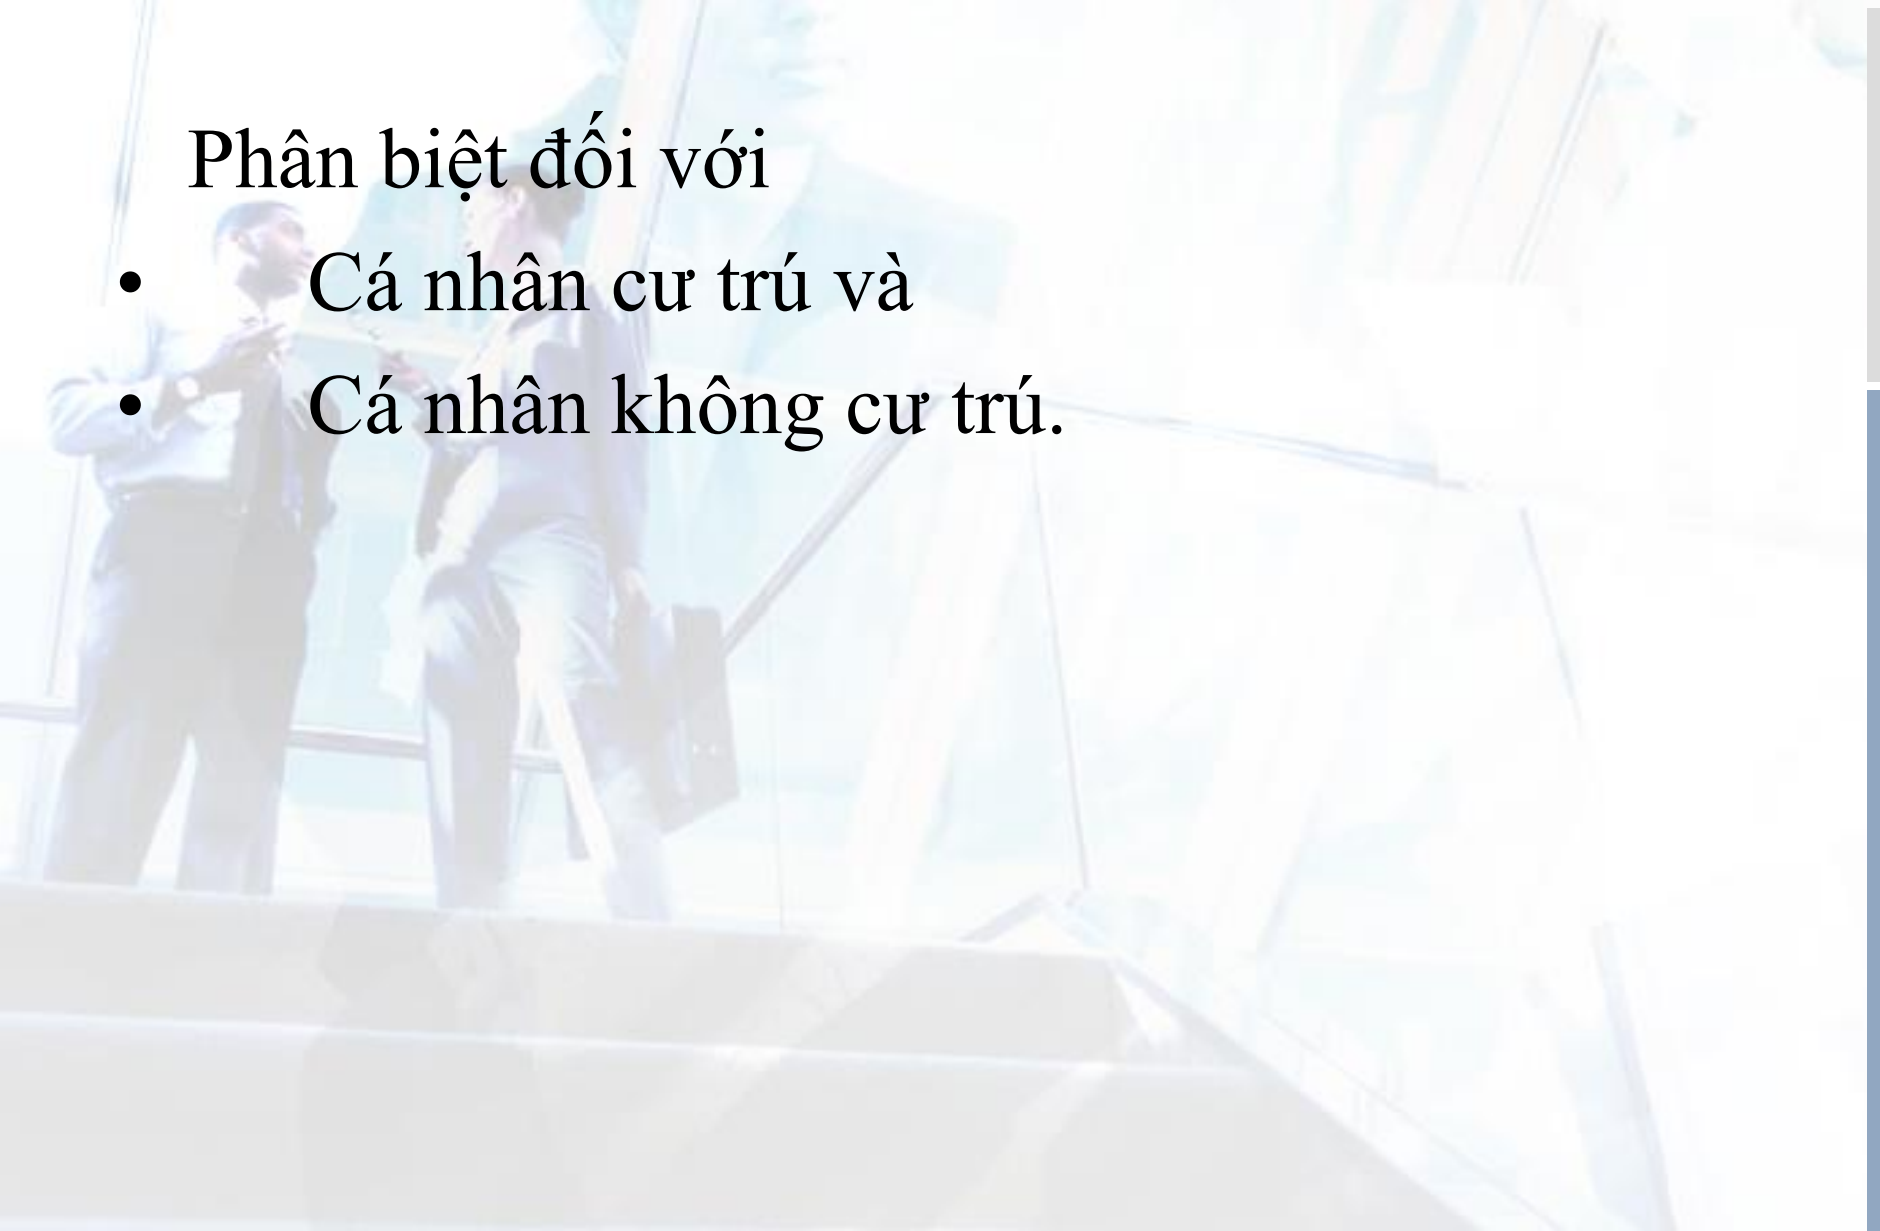 Phân biệt đối với
• Cá nhân cư trú và
• Cá nhân không cư trú.